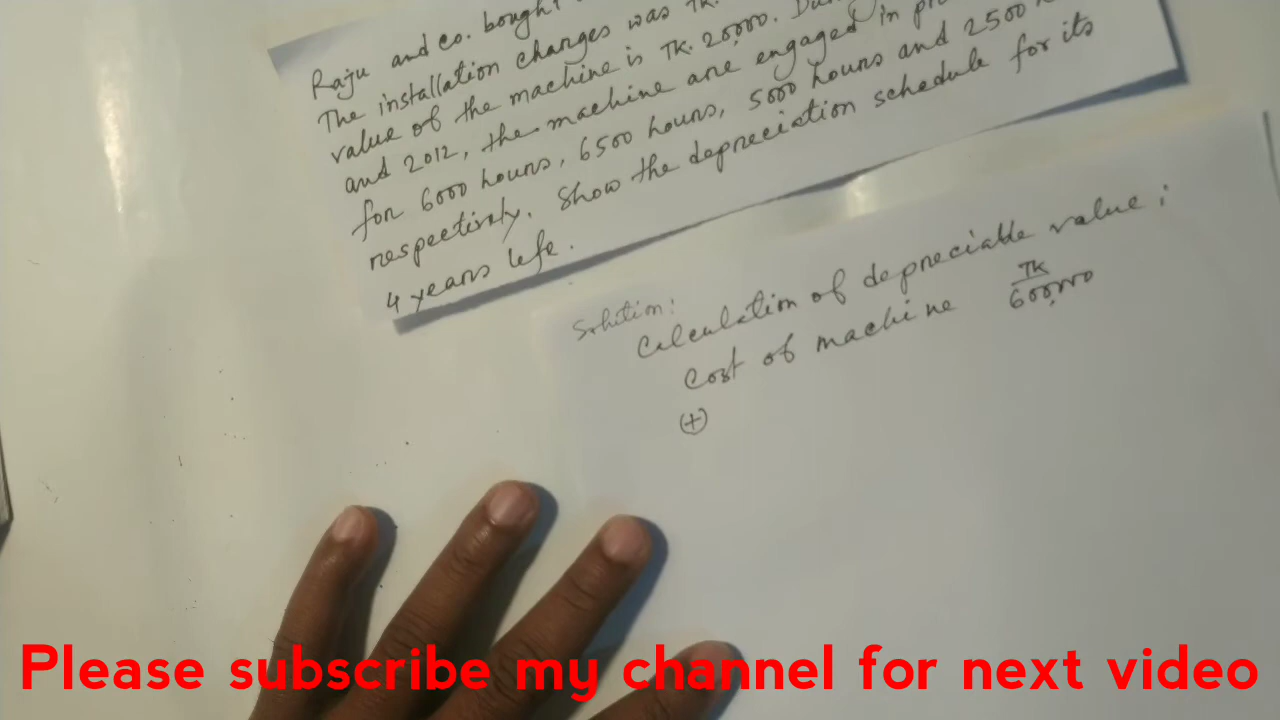 Raju and co. bought
The installation charges was TK.
value of the machine is TK. 20,000.
and 2012, the machine are engaged in
for 6000 hours, 6500 hours, 5000 hours and 2500
respectively. Show the depreciation schedule for its
4 years life.
Solution:
Calculation of depreciable value:
TK
Cost of machine 600,000
(+)
Please subscribe my channel for next video